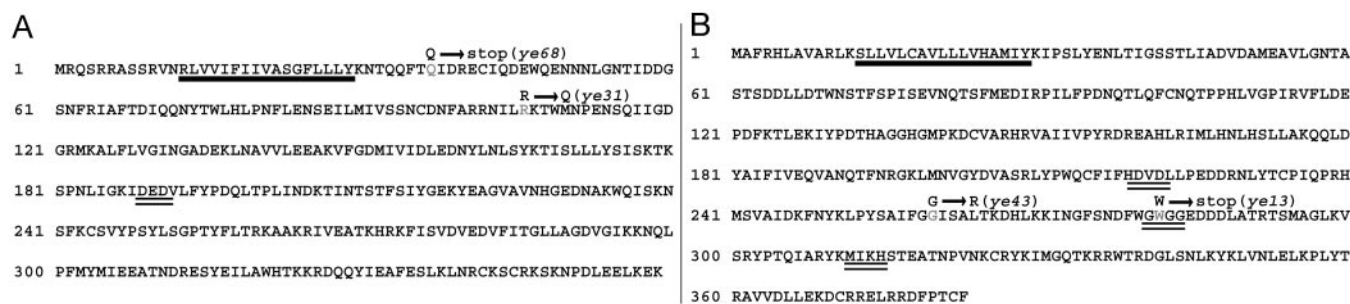 A
Q → stop(ye68)
1 MRQSRRASSRVNRLVVIFIIVASGFLLLYKNTQQFTQIDRECIQDEWQENNNLGNTIDDG
R → Q(ye31)
61 SNFRIAFTDIQQNYTWLHLPNFLENSEILMIVSSNCDNFARRNILRKTWMNPENSQIIGD
121 GRMKALFLVGINGADEKLNAVVLEEAKVFGDMIVIDLEDNYLNLSYKTISLLLYSISKTK
181 SPNLIGKIDEDVLFYPDQLTPLINDKTINTSTFSIYGEKYEAGVAVNHGEDNAKWQISKN
241 SFKCSVYPSYLSGPTYFLTRKAAKRIVEATKHRKFISVDVEDVFITGLLAGDVGIKKNQL
300 PFMYMIEEATNDRESYEILAWHTKKRDQQYIEAFESLKLNRCKSCRKSKNPDLEELKEK
B
1 MAFRHLAVARLKSLLVLCAVLLLVHAMIYKIPSLYENLTIGSSTLIADVDAMEAVLGNTA
61 STSDDLLDTWNSTFSPISEVNQTSFMEDIRPILFPDNQTLQFCNQTPPHLVGPIRVFLDE
121 PDFKTLEKIYPDTHAGGHGMPKDCVARHRVAIIVPYRDREAHLRIMLHNLHSLLAKQQLD
181 YAIFIVEQVANQTFNRGKLMNVGYDVASRLYPWQCFIFHDVDLLPEDDRNLYTCPIQPRH
G → R(ye43) W → stop(ye13)
241 MSVAIDKFNYKLPYSAIFGGISALTKDHLKKINGFSNDFWGWGGEDDDLATRTSMAGLKV
300 SRYPTQIARYKMIKHSTEATNPVNKCRYKIMGQTKRRWTRDGLSNLKYKLVNLELKPLYT
360 RAVVDLLEKDCRRELRRDFPTCF